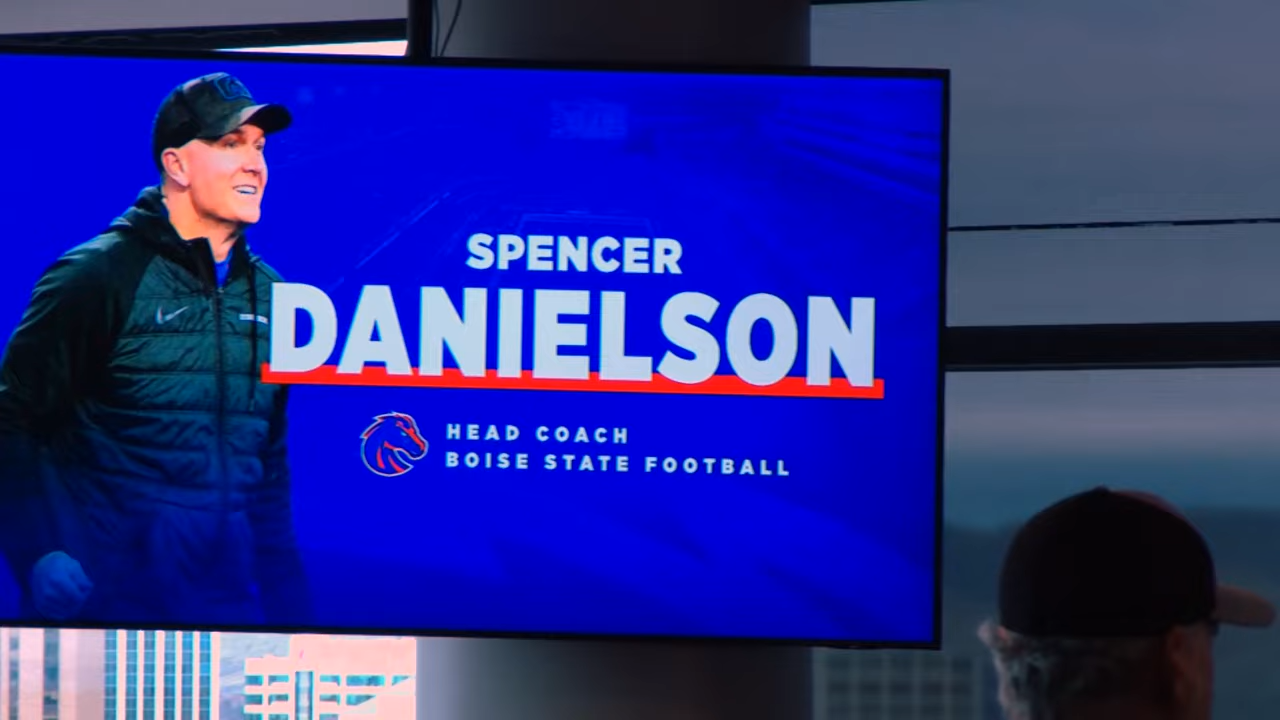 SPENCER
DANIELSON
HEAD COACH
BOISE STATE FOOTBALL